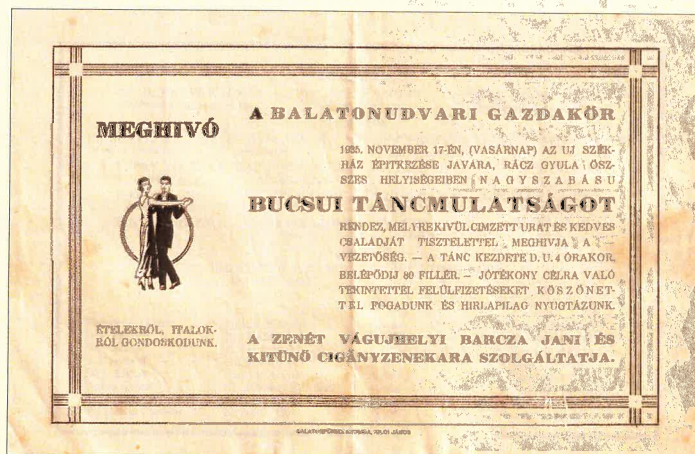 MEGHIVÓ
ÉTELEKRŐL, ITALOK-
RÓL GONDOSKODUNK.
A BALATONUDVARI GAZDAKÖR
1935. NOVEMBER 17-ÉN, (VASÁRNAP) AZ UJ SZÉK-
HÁZ ÉPITKEZÉSE JAVÁRA, RÁCZ GYULA ÖSZ-
SZES HELYISÉGEIBEN NAGYSZABÁSU
BUCSUI TÁNCMULATSÁGOT
RENDEZ, MELYRE KIVÜL CIMZETT URAT ÉS KEDVES
CSALÁDJÁT TISZTELETTEL MEGHIVJA A
VEZETŐSÉG. — A TÁNC KEZDETE D. U. 4 ÓRAKOR.
BELÉPŐDIJ 80 FILLÉR. — JÓTÉKONY CÉLRA VALÓ
TEKINTETTEL FELÜLFIZETÉSEKET KÖSZÖNET-
TEL FOGADUNK ÉS HIRLAPILAG NYUGTÁZUNK.
A ZENÉT VÁGUJHELYI BARCZA JANI ÉS
KITÜNŐ CIGÁNYZENEKARA SZOLGÁLTATJA.